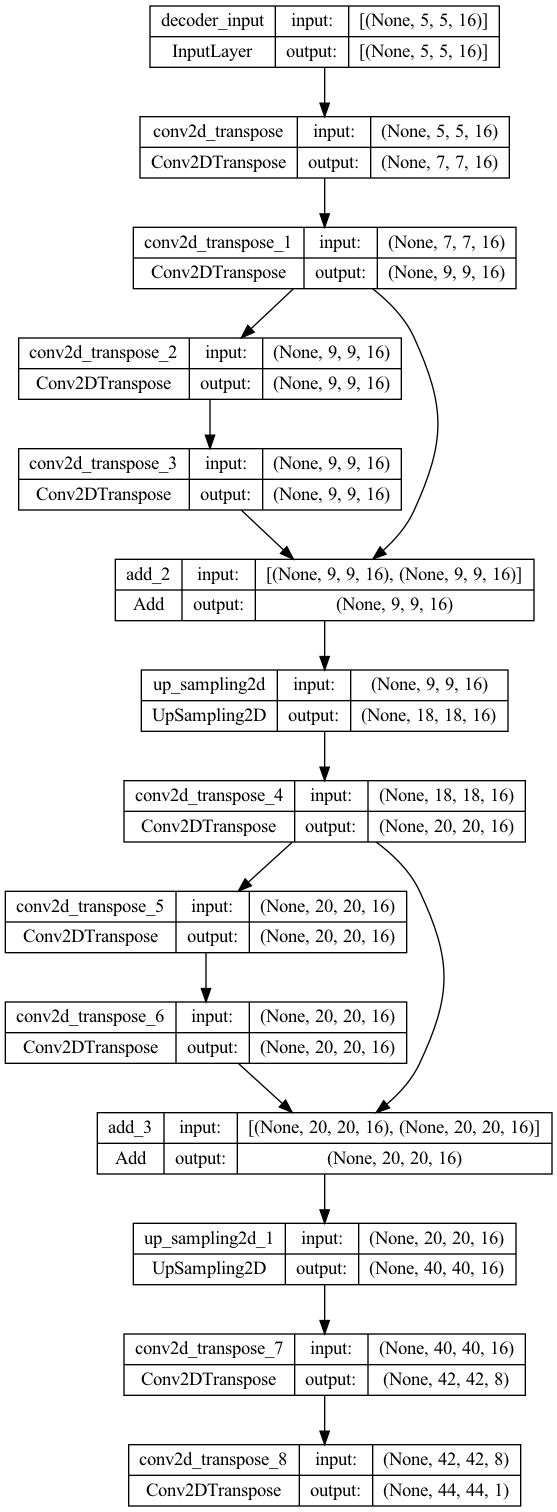 decoder_input input: [(None, 5, 5, 16)]
InputLayer output: [(None, 5, 5, 16)]
conv2d_transpose input: (None, 5, 5, 16)
Conv2DTranspose output: (None, 7, 7, 16)
conv2d_transpose_1 input: (None, 7, 7, 16)
Conv2DTranspose output: (None, 9, 9, 16)
conv2d_transpose_2 input: (None, 9, 9, 16)
Conv2DTranspose output: (None, 9, 9, 16)
conv2d_transpose_3 input: (None, 9, 9, 16)
Conv2DTranspose output: (None, 9, 9, 16)
add_2 input: [(None, 9, 9, 16), (None, 9, 9, 16)]
Add output: (None, 9, 9, 16)
up_sampling2d input: (None, 9, 9, 16)
UpSampling2D output: (None, 18, 18, 16)
conv2d_transpose_4 input: (None, 18, 18, 16)
Conv2DTranspose output: (None, 20, 20, 16)
conv2d_transpose_5 input: (None, 20, 20, 16)
Conv2DTranspose output: (None, 20, 20, 16)
conv2d_transpose_6 input: (None, 20, 20, 16)
Conv2DTranspose output: (None, 20, 20, 16)
add_3 input: [(None, 20, 20, 16), (None, 20, 20, 16)]
Add output: (None, 20, 20, 16)
up_sampling2d_1 input: (None, 20, 20, 16)
UpSampling2D output: (None, 40, 40, 16)
conv2d_transpose_7 input: (None, 40, 40, 16)
Conv2DTranspose output: (None, 42, 42, 8)
conv2d_transpose_8 input: (None, 42, 42, 8)
Conv2DTranspose output: (None, 44, 44, 1)